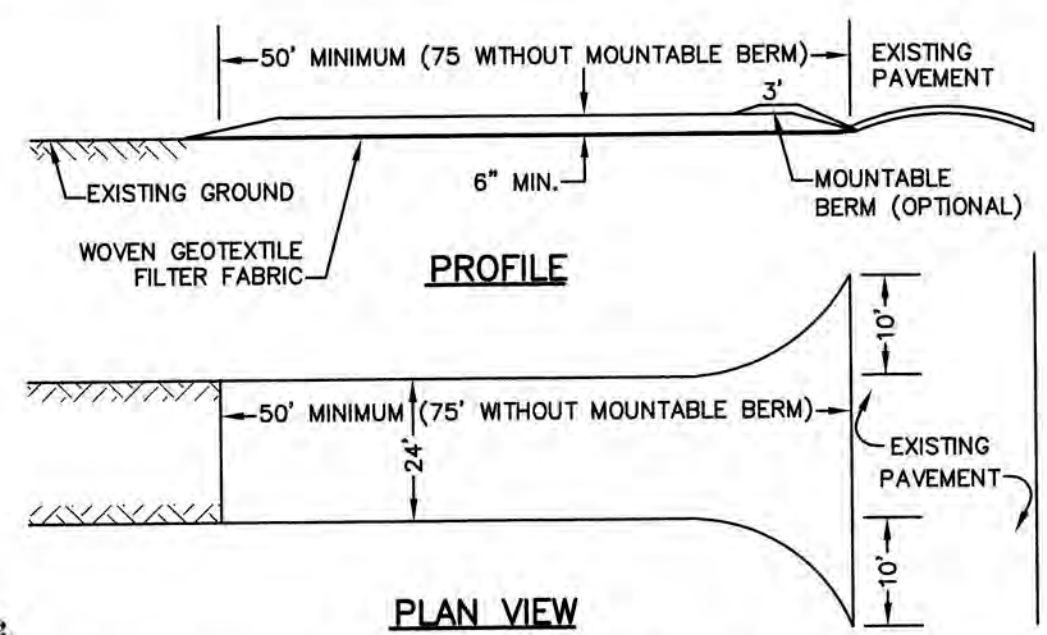 50' MINIMUM (75 WITHOUT MOUNTABLE BERM)
EXISTING
PAVEMENT
3'
EXISTING GROUND
6" MIN.
MOUNTABLE
BERM (OPTIONAL)
WOVEN GEOTEXTILE
FILTER FABRIC
PROFILE
10'
50' MINIMUM (75' WITHOUT MOUNTABLE BERM)
24'
EXISTING
PAVEMENT
10'
PLAN VIEW